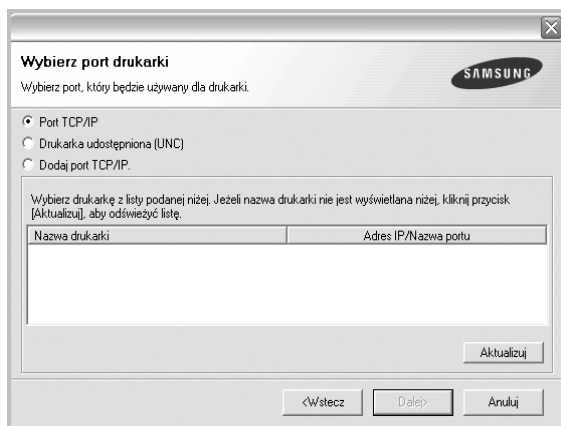 Wybierz port drukarki
Wybierz port, który będzie używany dla drukarki.
SAMSUNG
Port TCP/IP
Drukarka udostępniona (UNC)
Dodaj port TCP/IP.
Wybierz drukarkę z listy podanej niżej. Jeżeli nazwa drukarki nie jest wyświetlana niżej, kliknij przycisk
[Aktualizuj], aby odświeżyć listę.
Nazwa drukarki Adres IP/Nazwa portu
Aktualizuj
<Wstecz Dalej> Anuluj